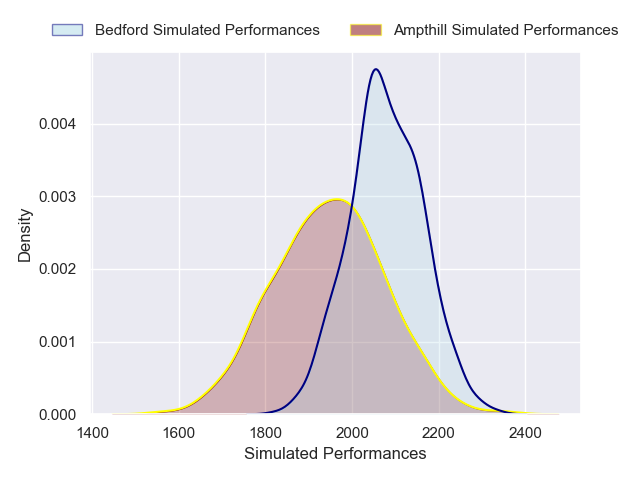 Bedford Simulated Performances Ampthill Simulated Performances
0.004
0.003
0.002
0.001
0.000
Density
1400 1600 1800 2000 2200 2400
Simulated Performances